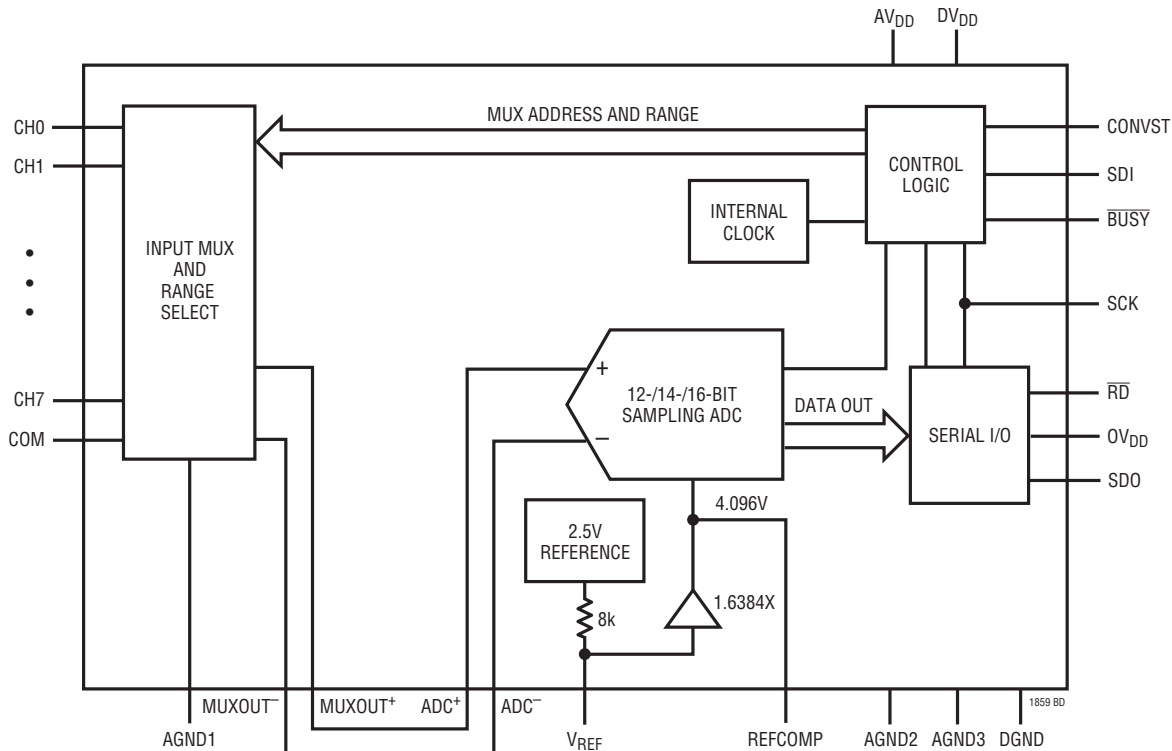 AVDD DVDD
MUX ADDRESS AND RANGE
CH0
CH1
CH7
COM
INPUT MUX
AND
RANGE
SELECT
INTERNAL
CLOCK
CONTROL
LOGIC
CONVST
SDI
BUSY
SCK
+
12-/14-/16-BIT
SAMPLING ADC
–
DATA OUT
SERIAL I/O
RD
OVDD
SDO
4.096V
2.5V
REFERENCE
8k
1.6384X
MUXOUT– MUXOUT+ ADC+ ADC–
1859 BD
AGND1 VREF REFCOMP AGND2 AGND3 DGND